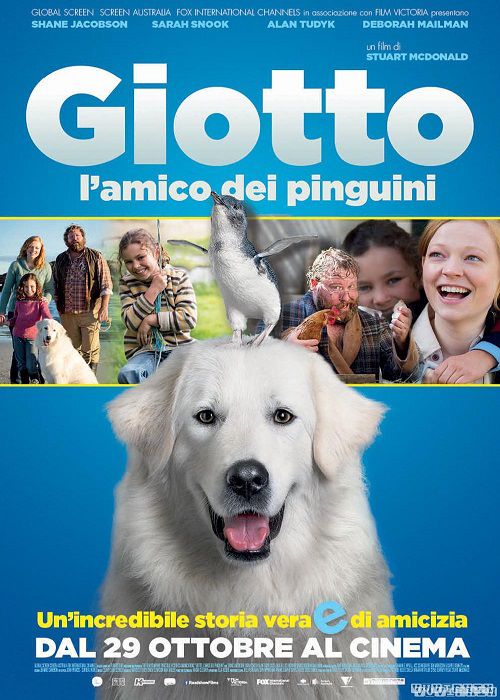 GLOBAL SCREEN SCREEN AUSTRALIA FOX INTERNATIONAL CHANNELS in associazione con FILM VICTORIA presentano
SHANE JACOBSON SARAH SNOOK ALAN TUDYK DEBORAH MAILMAN
un film di
STUART MCDONALD
Giotto
l'amico dei pinguini
Un'incredibile storia vera e di amicizia
DAL 29 OTTOBRE AL CINEMA